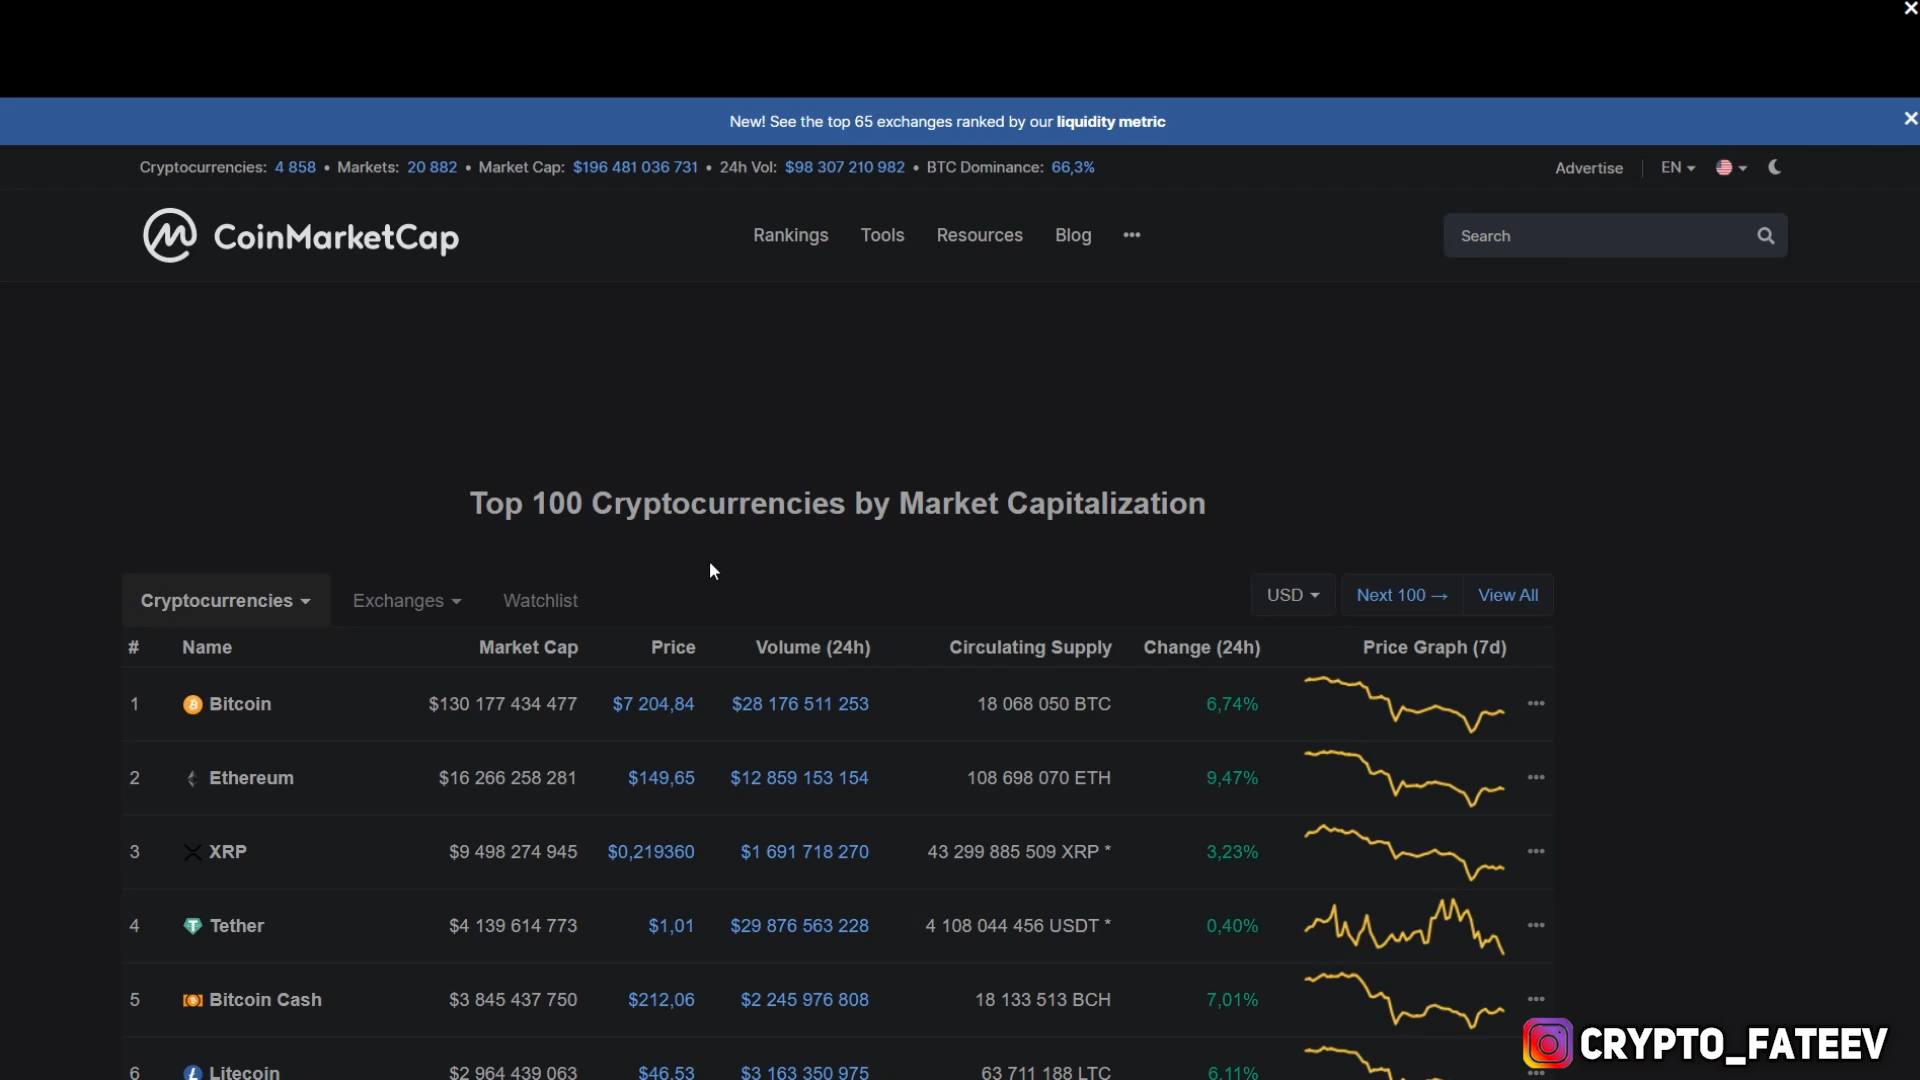 New! See the top 65 exchanges ranked by our liquidity metric
Cryptocurrencies: 4 858 • Markets: 20 882 • Market Cap: $196 481 036 731 • 24h Vol: $98 307 210 982 • BTC Dominance: 66,3%
Advertise EN
CoinMarketCap
Rankings Tools Resources Blog •••
Search
Top 100 Cryptocurrencies by Market Capitalization
Cryptocurrencies Exchanges Watchlist USD Next 100 → View All
# Name Market Cap Price Volume (24h) Circulating Supply Change (24h) Price Graph (7d)
1 Bitcoin $130 177 434 477 $7 204,84 $28 176 511 253 18 068 050 BTC 6,74%
2 Ethereum $16 266 258 281 $149,65 $12 859 153 154 108 698 070 ETH 9,47%
3 XRP $9 498 274 945 $0,219360 $1 691 718 270 43 299 885 509 XRP * 3,23%
4 Tether $4 139 614 773 $1,01 $29 876 563 228 4 108 044 456 USDT * 0,40%
5 Bitcoin Cash $3 845 437 750 $212,06 $2 245 976 808 18 133 513 BCH 7,01%
6 Litecoin $2 964 439 063 $46,53 $3 163 350 975 63 711 188 LTC 6,11%
CRYPTO_FATEEV